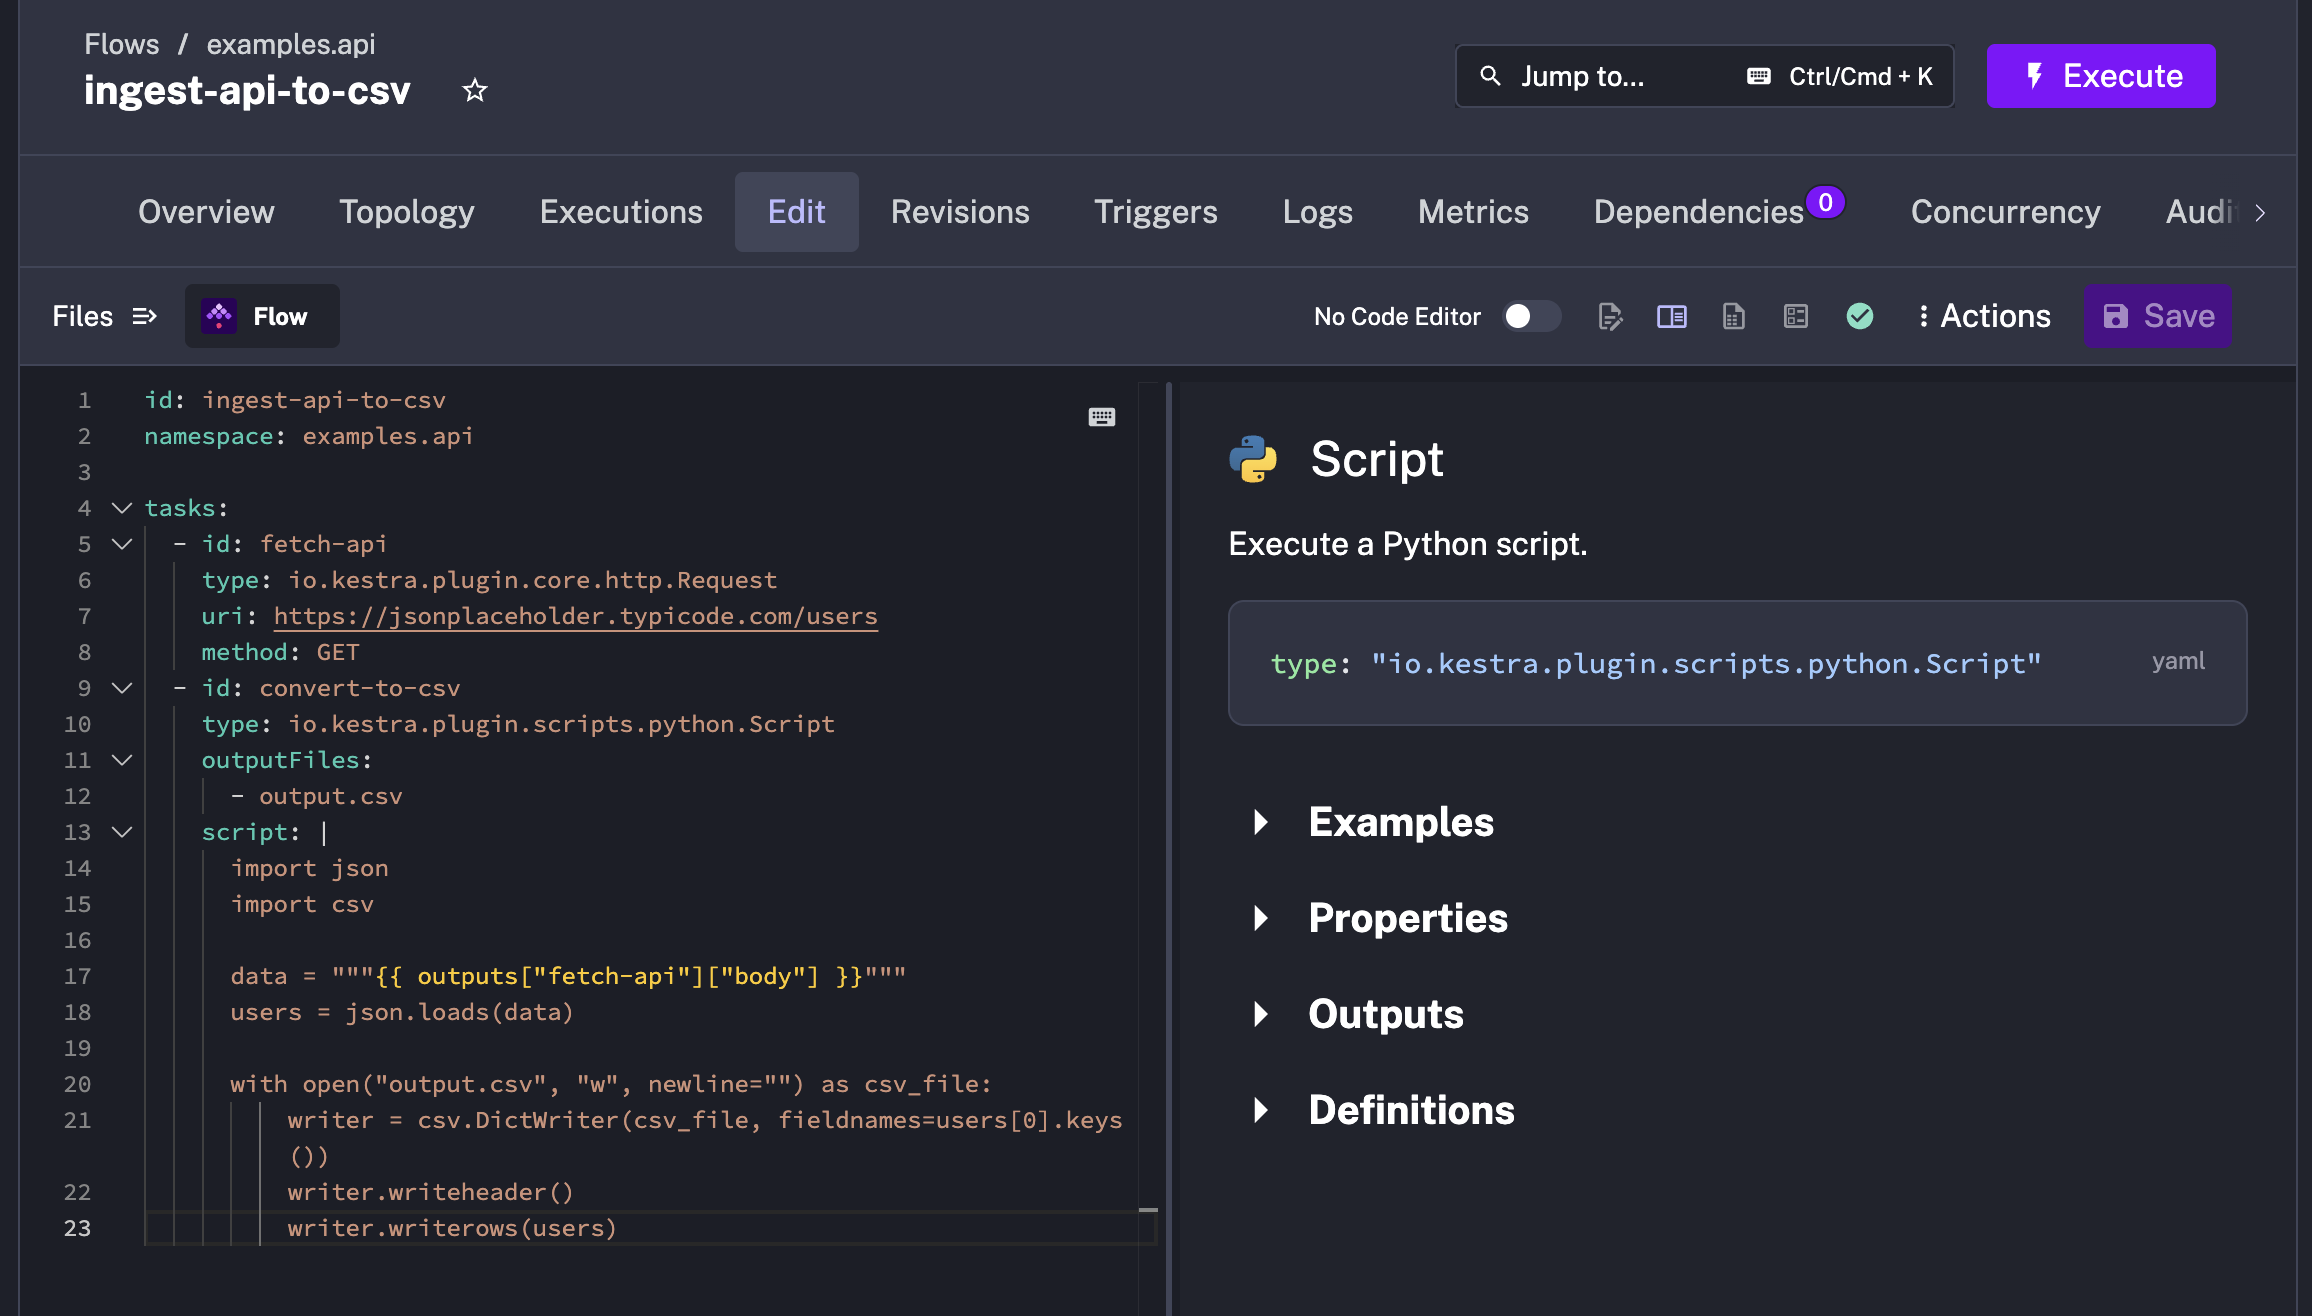 Flows / examples.api
ingest-api-to-csv
Jump to... Ctrl/Cmd + K
Execute
Overview Topology Executions Edit Revisions Triggers Logs Metrics Dependencies 0 Concurrency Audi
Files Flow No Code Editor Actions Save
1 id: ingest-api-to-csv
2 namespace: examples.api
3
4 tasks:
5 - id: fetch-api
6 type: io.kestra.plugin.core.http.Request
7 uri: https://jsonplaceholder.typicode.com/users
8 method: GET
9 - id: convert-to-csv
10 type: io.kestra.plugin.scripts.python.Script
11 outputFiles:
12 - output.csv
13 script: |
14 import json
15 import csv
16
17 data = """{{ outputs["fetch-api"]["body"] }}"""
18 users = json.loads(data)
19
20 with open("output.csv", "w", newline="") as csv_file:
21 writer = csv.DictWriter(csv_file, fieldnames=users[0].keys
())
22 writer.writeheader()
23 writer.writerows(users)
Script
Execute a Python script.
type: "io.kestra.plugin.scripts.python.Script" yaml
Examples
Properties
Outputs
Definitions